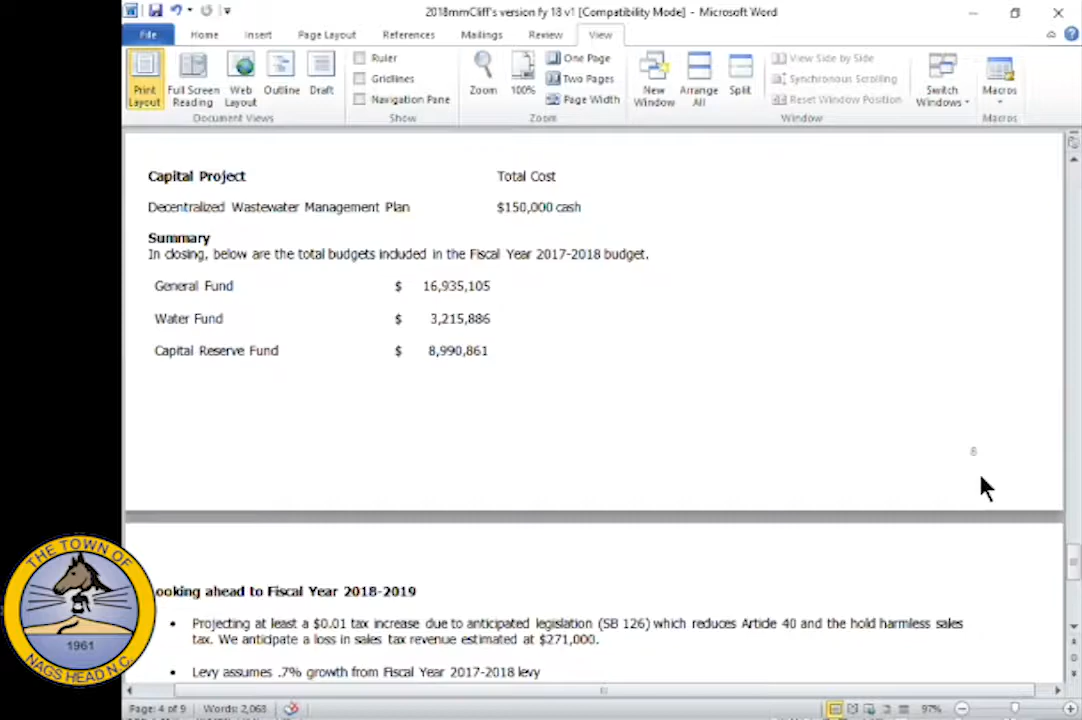 2018mmCliff's version fy 18 v1 [Compatibility Mode] - Microsoft Word
File Home Insert Page Layout References Mailings Review View
Print Layout
Full Screen Reading
Web Layout
Outline
Draft
Document Views
Ruler
Gridlines
Navigation Pane
Show
Zoom
100%
One Page
Two Pages
Page Width
Zoom
New Window
Arrange All
Split
View Side by Side
Synchronous Scrolling
Reset Window Position
Window
Switch Windows
Macros
Macros
Capital Project Total Cost
Decentralized Wastewater Management Plan $150,000 cash
Summary
In closing, below are the total budgets included in the Fiscal Year 2017-2018 budget.
General Fund $ 16,935,105
Water Fund $ 3,215,886
Capital Reserve Fund $ 8,990,861
8
ooking ahead to Fiscal Year 2018-2019
• Projecting at least a $0.01 tax increase due to anticipated legislation (SB 126) which reduces Article 40 and the hold harmless sales
tax. We anticipate a loss in sales tax revenue estimated at $271,000.
• Levy assumes .7% growth from Fiscal Year 2017-2018 levy
THE TOWN OF
1961
NAGS HEAD N.C.
Page: 4 of 9 Words: 2,063 97%